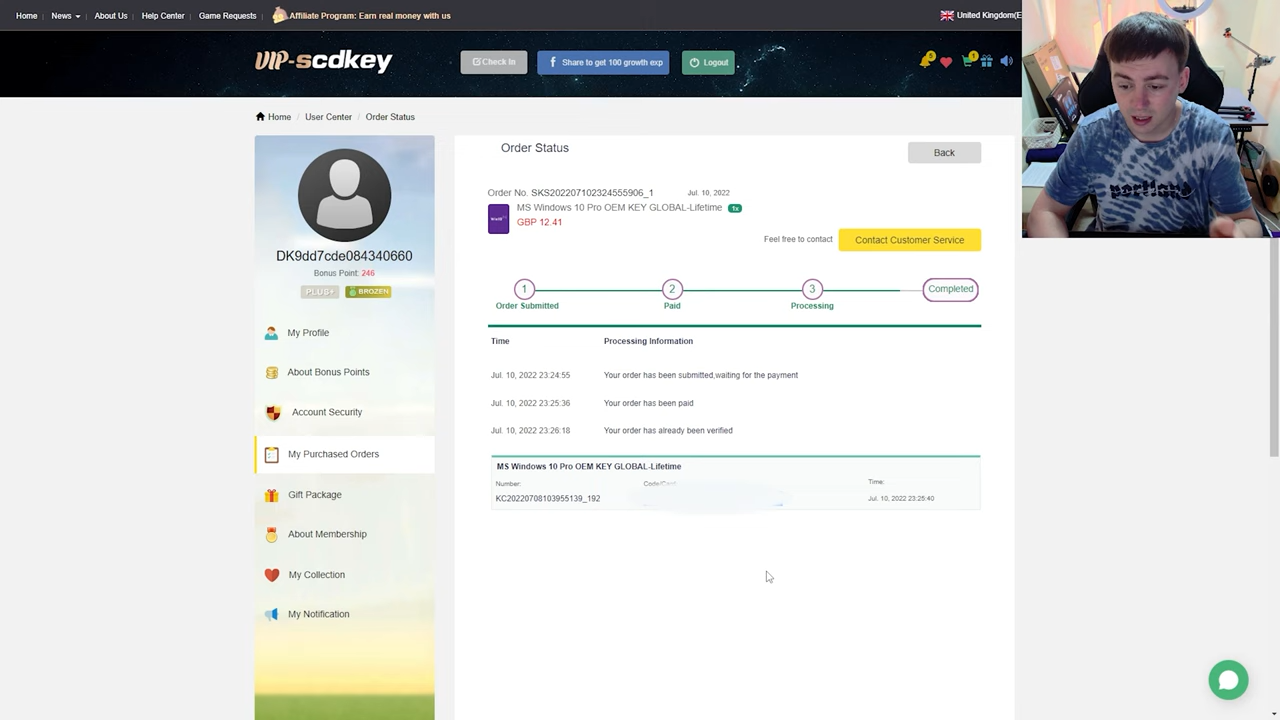 Home News About Us Help Center Game Requests Affiliate Program: Earn real money with us United Kingdom(E
VIP-scdkey Check In f Share to get 100 growth exp Logout 5 1
Home / User Center / Order Status
Order Status
Back
Order No. SKS202207102324555906_1 Jul. 10, 2022
MS Windows 10 Pro OEM KEY GLOBAL-Lifetime 1x
GBP 12.41
Feel free to contact Contact Customer Service
DK9dd7cde084340660
Bonus Point: 246
PLUS+ BROZEN
1 2 3 Completed
Order Submitted Paid Processing
My Profile
About Bonus Points
Account Security
My Purchased Orders
Gift Package
About Membership
My Collection
My Notification
Time Processing Information
Jul. 10, 2022 23:24:55 Your order has been submitted,waiting for the payment
Jul. 10, 2022 23:25:36 Your order has been paid
Jul. 10, 2022 23:26:18 Your order has already been verified
MS Windows 10 Pro OEM KEY GLOBAL-Lifetime
Number: Time:
KC20220708103955139_192 Jul. 10, 2022 23:25:40